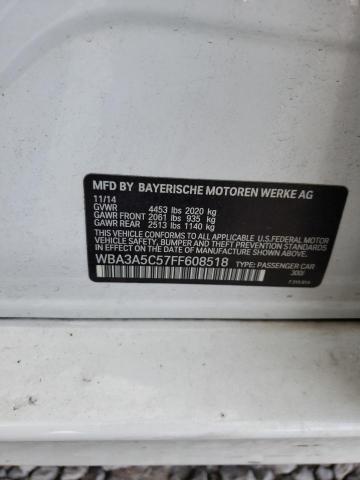 MFD BY BAYERISCHE MOTOREN WERKE AG
11/14
GVWR 4453 lbs 2020 kg
GAWR FRONT 2061 lbs 935 kg
GAWR REAR 2513 lbs 1140 kg
THIS VEHICLE CONFORMS TO ALL APPLICABLE U.S.FEDERAL MOTOR
VEHICLE SAFETY, BUMPER AND THEFT PREVENTION STANDARDS
IN EFFECT ON THE DATE OF MANUFACTURE SHOWN ABOVE.
WBA3A5C57FF608518 TYPE: PASSENGER CAR